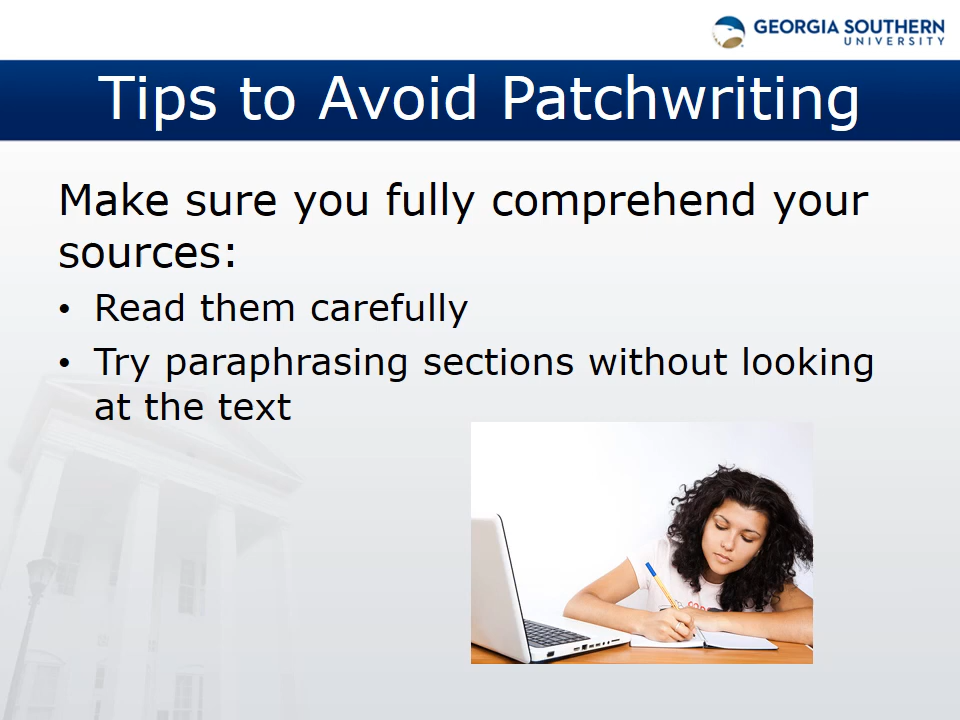 GEORGIA SOUTHERN
UNIVERSITY
Tips to Avoid Patchwriting
Make sure you fully comprehend your
sources:
• Read them carefully
• Try paraphrasing sections without looking
at the text